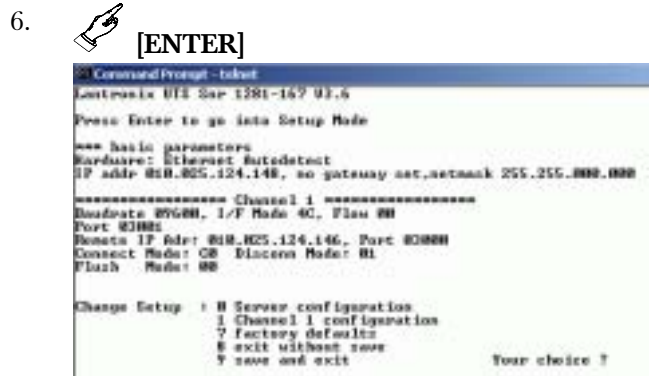 6.
[ENTER]
Command Prompt - telnet
Lantronix UTS Snr 1281-167 V3.6
Press Enter to go into Setup Mode
*** basic parameters
Hardware: Ethernet Autodetect
IP addr 010.025.124.148, no gateway set,netmask 255.255.000.000
================== Channel 1 ==================
Baudrate 09600, I/F Mode 4C, Flow 00
Port 03001
Remote IP Adr: 010.025.124.146, Port 03000
Connect Mode: C0 Disconn Mode: 01
Flush Mode: 00
Change Setup : 0 Server configuration
1 Channel 1 configuration
7 factory defaults
8 exit without save
9 save and exit Your choice ?